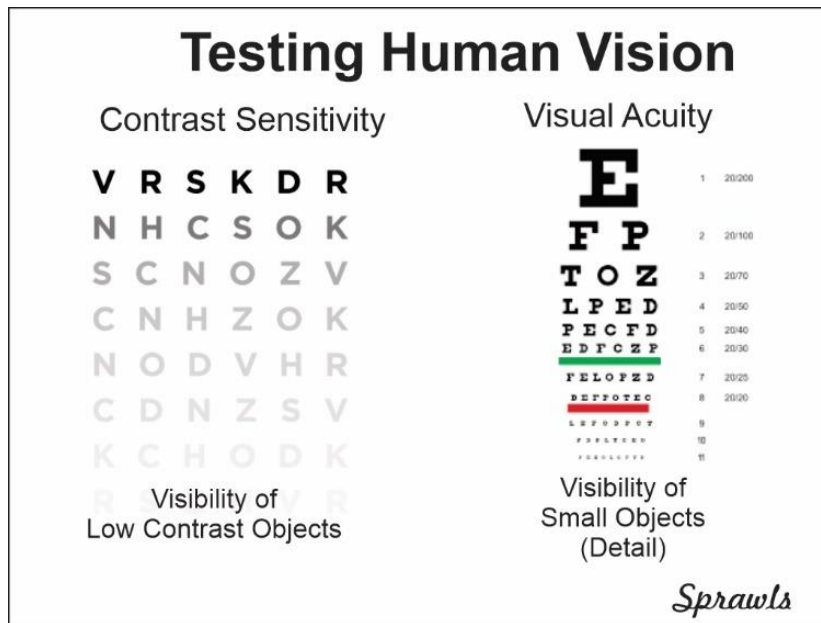 Testing Human Vision
Contrast Sensitivity
V R S K D R
N H C S O K
S C N O Z V
C N H Z O K
N O D V H R
C D N Z S V
K C H O D K
R S V R
Visibility of
Low Contrast Objects
Visual Acuity
E 1 20/200
F P 2 20/100
T O Z 3 20/70
L P E D 4 20/50
P E C F D 5 20/40
E D F C Z P 6 20/30
F E L O P Z D 7 20/25
D E F P O T E C 8 20/20
L E F O D P C T 9
F D P L T C E O 10
11
Visibility of
Small Objects
(Detail)
Sprawls